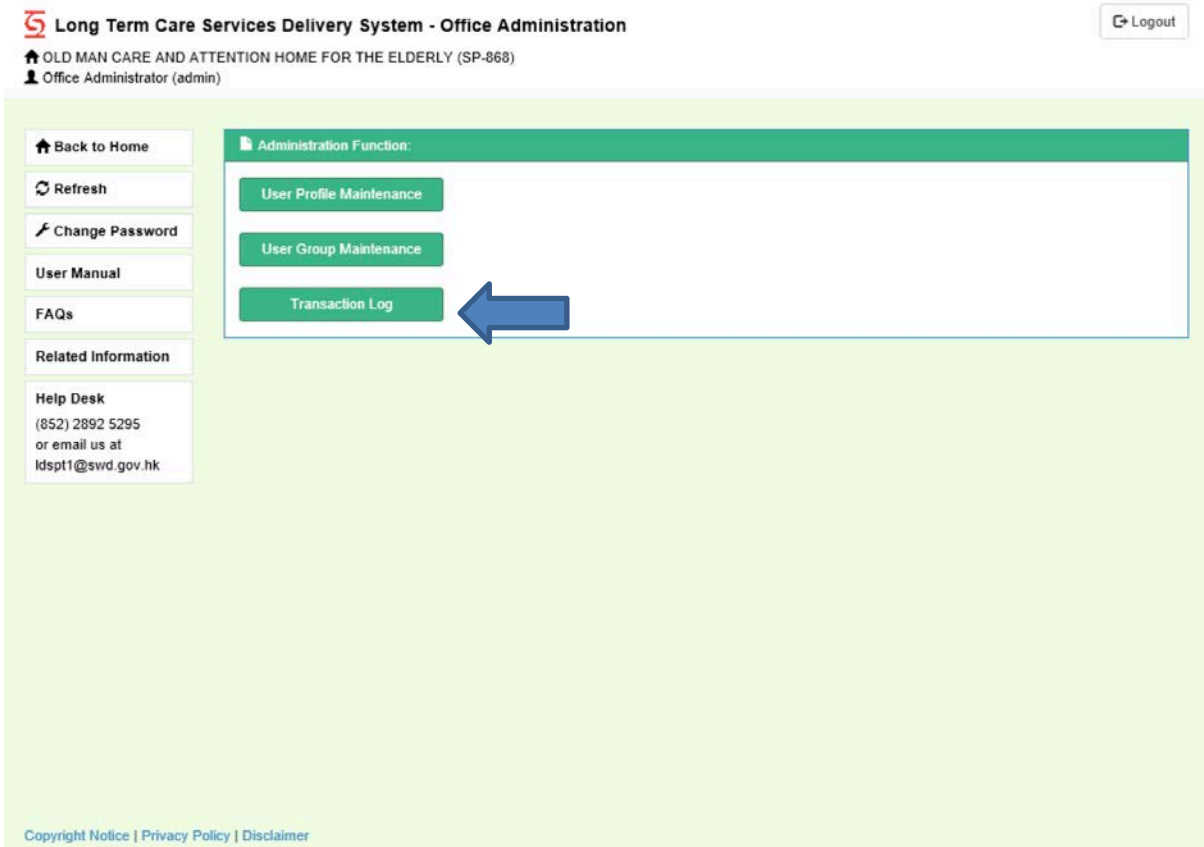 Long Term Care Services Delivery System - Office Administration
Logout
OLD MAN CARE AND ATTENTION HOME FOR THE ELDERLY (SP-868)
Office Administrator (admin)
Back to Home
Refresh
Change Password
User Manual
FAQs
Related Information
Help Desk
(852) 2892 5295
or email us at
ldspt1@swd.gov.hk
Administration Function:
User Profile Maintenance
User Group Maintenance
Transaction Log
Copyright Notice | Privacy Policy | Disclaimer